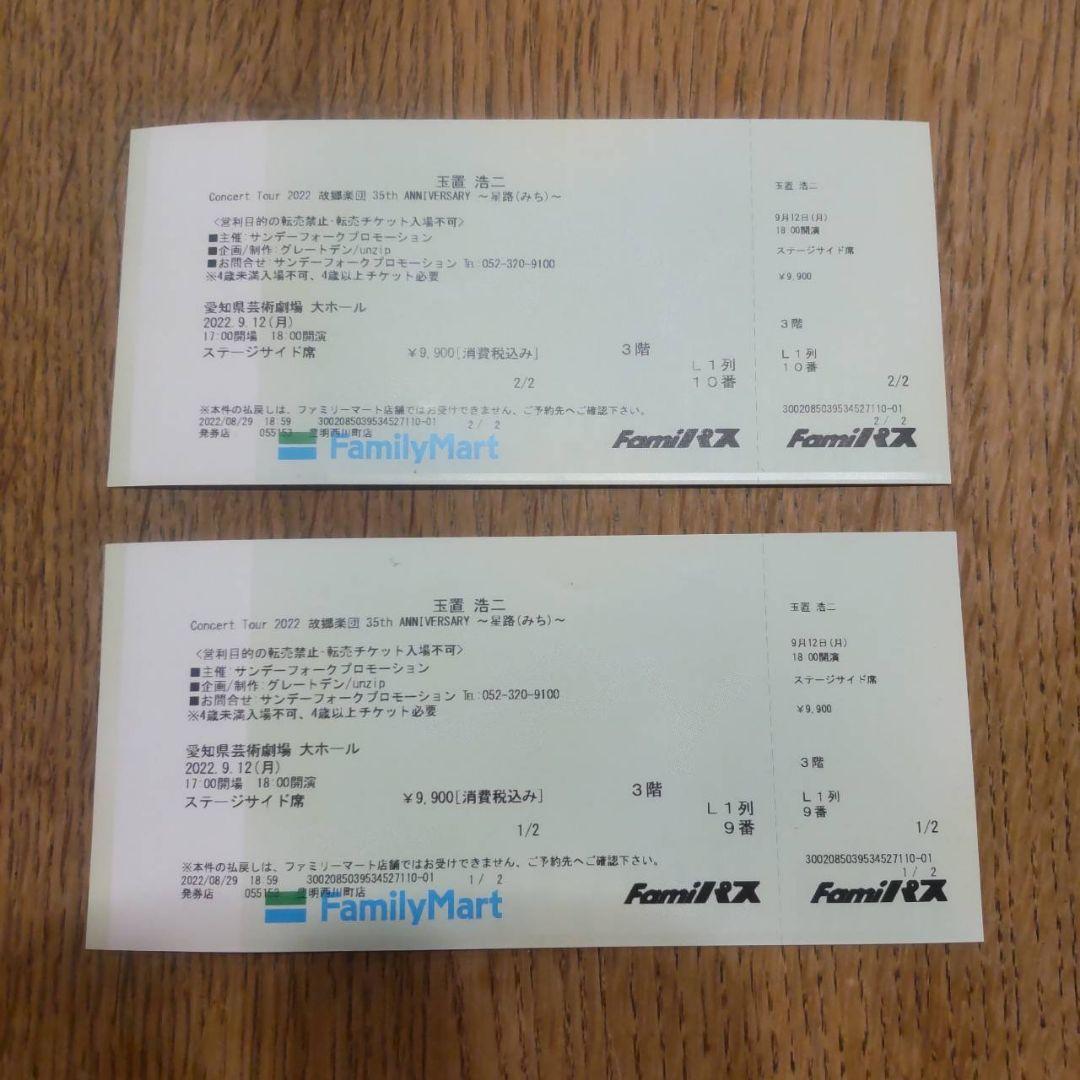 玉置 浩二
Concert Tour 2022 故郷楽団 35th ANNIVERSARY ～星路(みち)～
<営利目的の転売禁止・転売チケット入場不可>
■主催:サンデーフォークプロモーション
■企画/制作:グレートデン/unzip
■お問合せ:サンデーフォークプロモーション ℡:052-320-9100
※4歳未満入場不可、4歳以上チケット必要
愛知県芸術劇場 大ホール
2022. 9. 12(月)
17:00開場 18:00開演
ステージサイド席 ¥9,900[消費税込み] 3階
L1列
10番
2/2
※本件の払戻しは、ファミリーマート店舗ではお受けできません、ご予約先へご確認下さい。
2022/08/29 18:59 3002085039534527110-01 2/ 2
発券店 055153 豊明西川町店
FamilyMart
Famiパス
玉置 浩二
9月12日(月)
18:00開演
ステージサイド席
¥9,900
3階
L1列
10番
2/2
3002085039534527110-01
2/ 2
Famiパス
玉置 浩二
Concert Tour 2022 故郷楽団 35th ANNIVERSARY ～星路(みち)～
<営利目的の転売禁止・転売チケット入場不可>
■主催:サンデーフォークプロモーション
■企画/制作:グレートデン/unzip
■お問合せ:サンデーフォークプロモーション ℡:052-320-9100
※4歳未満入場不可、4歳以上チケット必要
愛知県芸術劇場 大ホール
2022. 9. 12(月)
17:00開場 18:00開演
ステージサイド席 ¥9,900[消費税込み] 3階
L1列
9番
1/2
※本件の払戻しは、ファミリーマート店舗ではお受けできません、ご予約先へご確認下さい。
2022/08/29 18:59 3002085039534527110-01 1/ 2
発券店 055153 豊明西川町店
FamilyMart
Famiパス
玉置 浩二
9月12日(月)
18:00開演
ステージサイド席
¥9,900
3階
L1列
9番
1/2
3002085039534527110-01
1/ 2
Famiパス